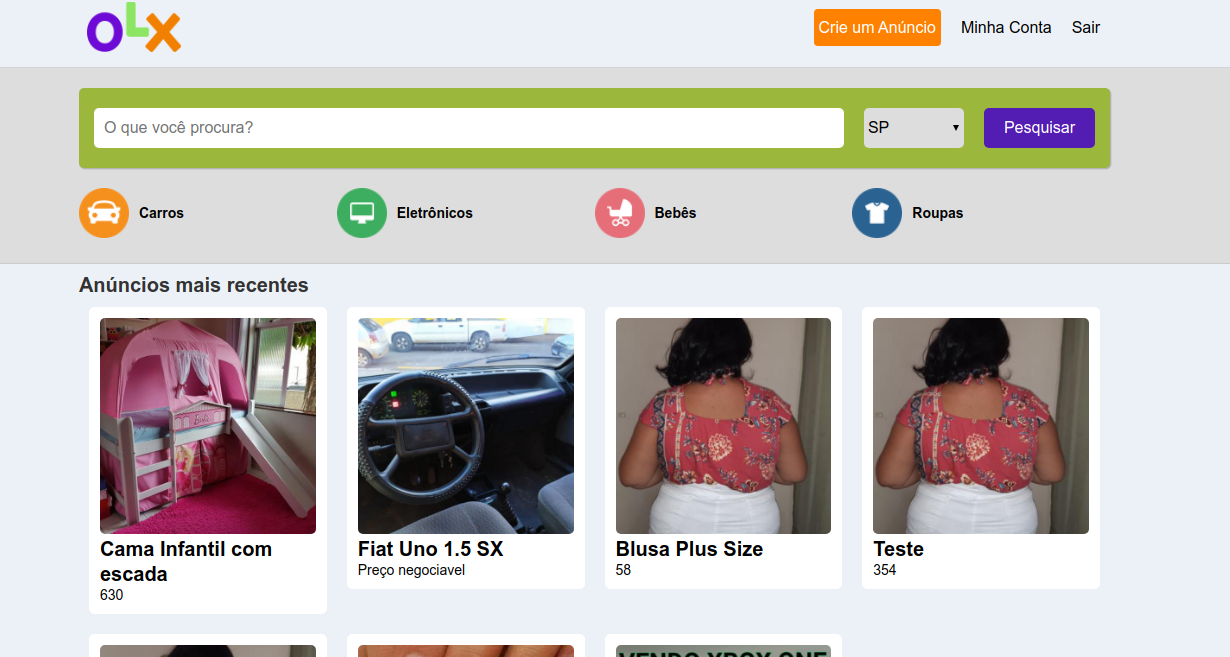 OLX
Crie um Anúncio
Minha Conta
Sair
O que você procura?
SP
Pesquisar
Carros
Eletrônicos
Bebês
Roupas
Anúncios mais recentes
Cama Infantil com
escada
630
Fiat Uno 1.5 SX
Preço negociavel
Blusa Plus Size
58
Teste
354
VENDO XBOX ONE